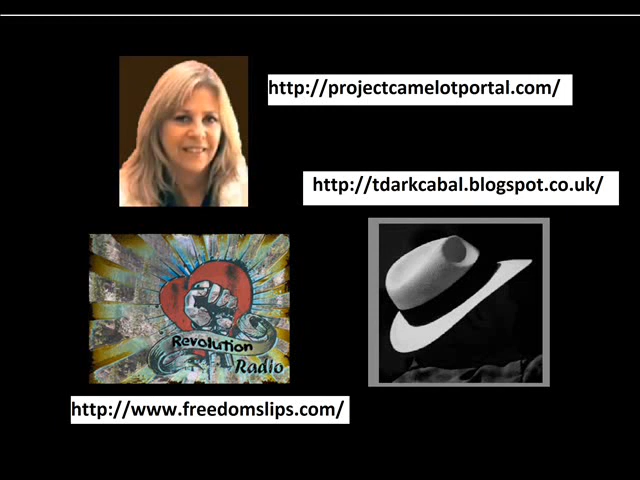 http://projectcamelotportal.com/
http://tdarkcabal.blogspot.co.uk/
Revolution
Radio
http://www.freedomslips.com/